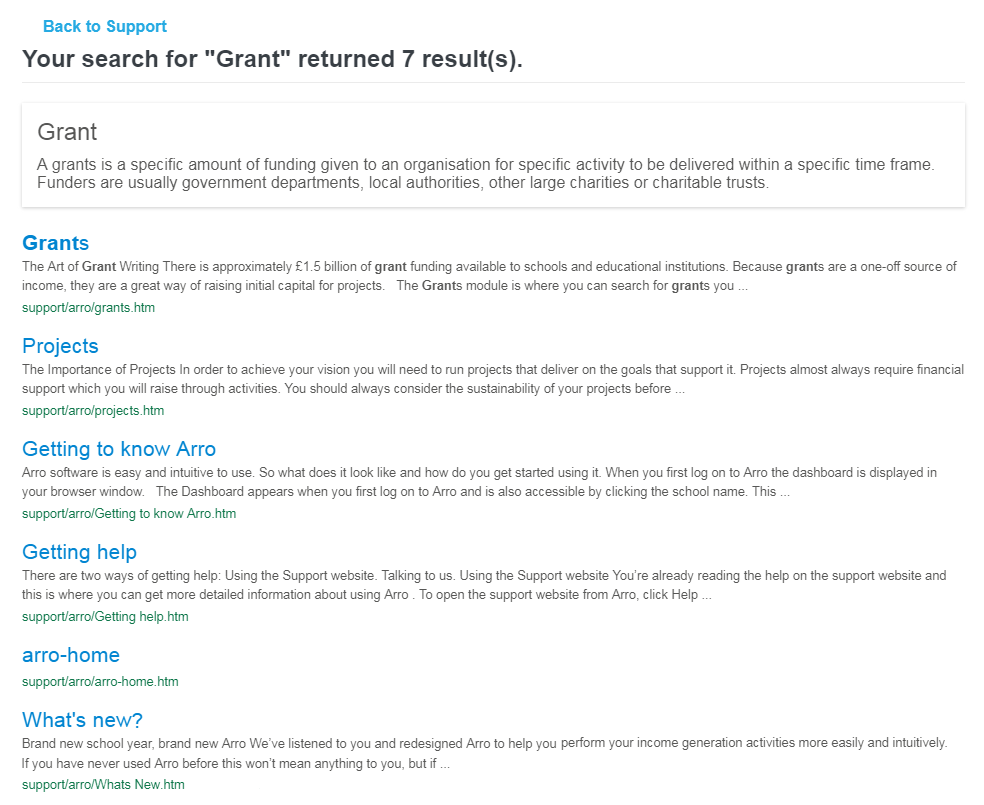 Back to Support
Your search for "Grant" returned 7 result(s).
Grant
A grants is a specific amount of funding given to an organisation for specific activity to be delivered within a specific time frame.
Funders are usually government departments, local authorities, other large charities or charitable trusts.
Grants
The Art of Grant Writing There is approximately £1.5 billion of grant funding available to schools and educational institutions. Because grants are a one-off source of
income, they are a great way of raising initial capital for projects.   The Grants module is where you can search for grants you ...
support/arro/grants.htm
Projects
The Importance of Projects In order to achieve your vision you will need to run projects that deliver on the goals that support it. Projects almost always require financial
support which you will raise through activities. You should always consider the sustainability of your projects before ...
support/arro/projects.htm
Getting to know Arro
Arro software is easy and intuitive to use. So what does it look like and how do you get started using it. When you first log on to Arro the dashboard is displayed in
your browser window.   The Dashboard appears when you first log on to Arro and is also accessible by clicking the school name. This ...
support/arro/Getting to know Arro.htm
Getting help
There are two ways of getting help: Using the Support website. Talking to us. Using the Support website You’re already reading the help on the support website and
this is where you can get more detailed information about using Arro . To open the support website from Arro, click Help ...
support/arro/Getting help.htm
arro-home
support/arro/arro-home.htm
What's new?
Brand new school year, brand new Arro We’ve listened to you and redesigned Arro to help you perform your income generation activities more easily and intuitively.
If you have never used Arro before this won’t mean anything to you, but if ...
support/arro/Whats New.htm